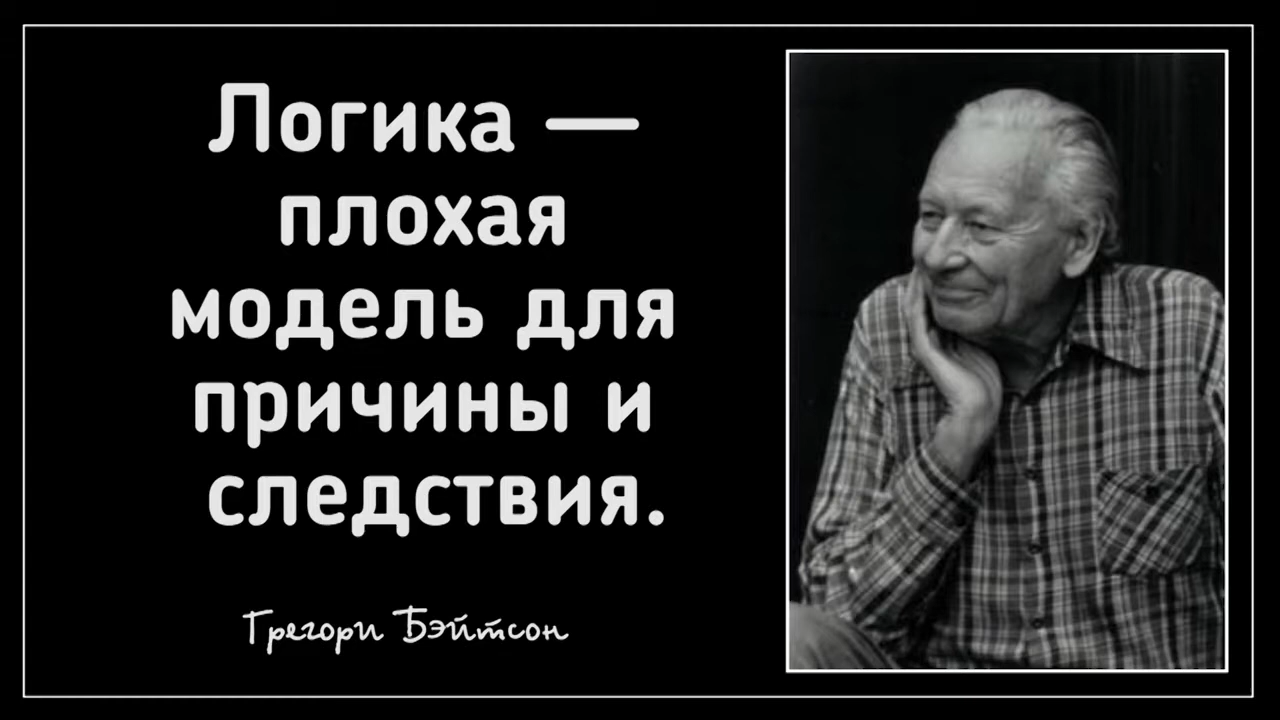 Логика —
плохая
модель для
причины и
следствия.
Грегори Бэйтсон